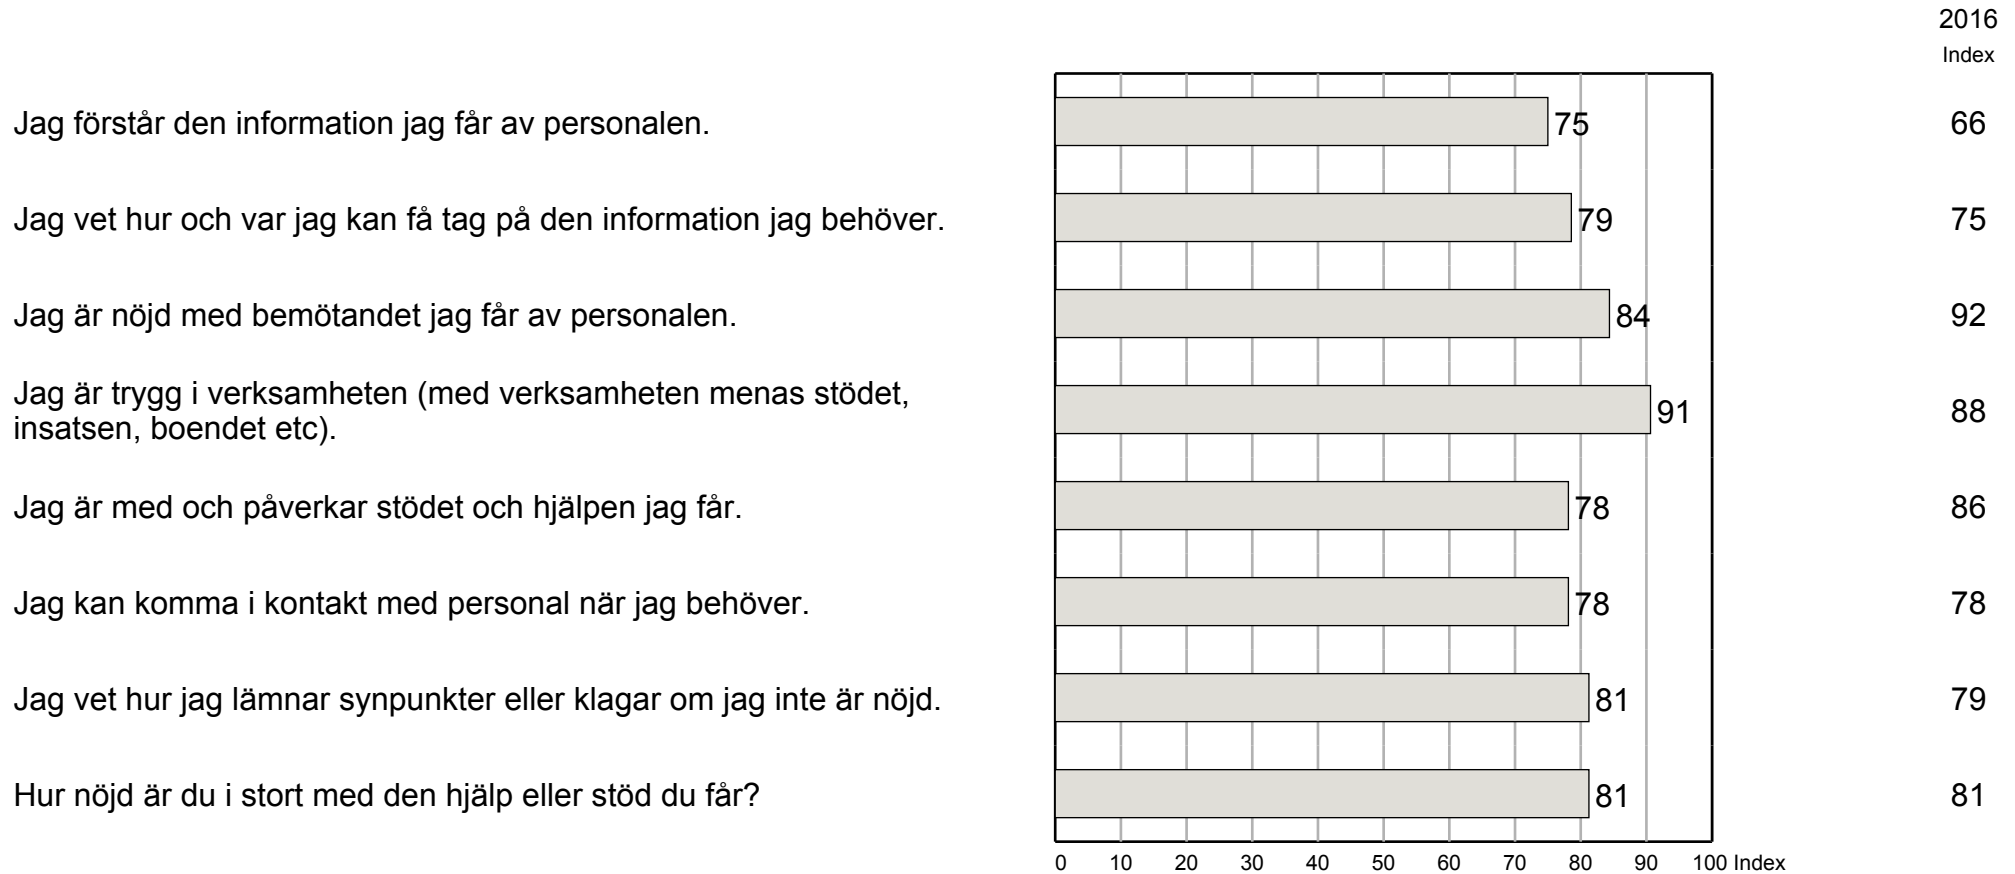 2016
Index
Jag förstår den information jag får av personalen. 75 66
Jag vet hur och var jag kan få tag på den information jag behöver. 79 75
Jag är nöjd med bemötandet jag får av personalen. 84 92
Jag är trygg i verksamheten (med verksamheten menas stödet,
insatsen, boendet etc). 91 88
Jag är med och påverkar stödet och hjälpen jag får. 78 86
Jag kan komma i kontakt med personal när jag behöver. 78 78
Jag vet hur jag lämnar synpunkter eller klagar om jag inte är nöjd. 81 79
Hur nöjd är du i stort med den hjälp eller stöd du får? 81 81
0 10 20 30 40 50 60 70 80 90 100 Index